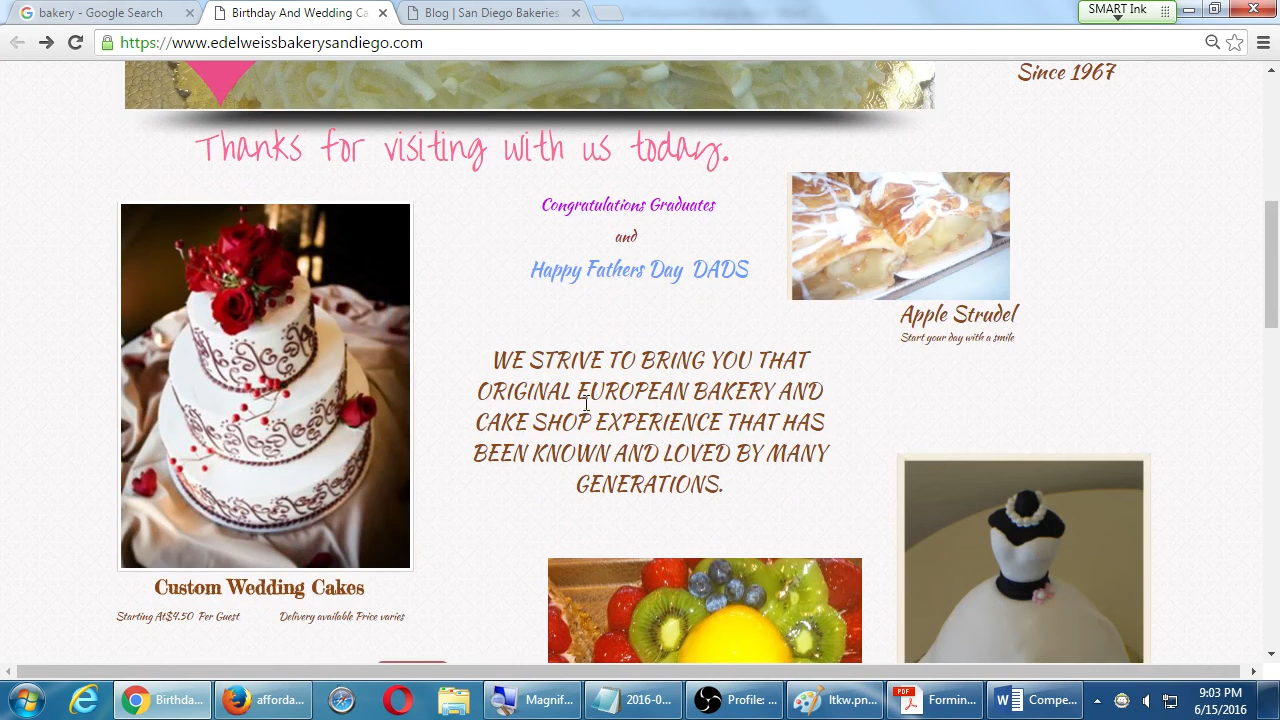 bakery - Google Search
Birthday And Wedding Ca
Blog | San Diego Bakeries
SMART Ink
https://www.edelweissbakerysandiego.com
Since 1967
Thanks for visiting with us today.
Congratulations Graduates
and
Happy Fathers Day DADS
Apple Strudel
Start your day with a smile
WE STRIVE TO BRING YOU THAT
ORIGINAL EUROPEAN BAKERY AND
CAKE SHOP EXPERIENCE THAT HAS
BEEN KNOWN AND LOVED BY MANY
GENERATIONS.
Custom Wedding Cakes
Starting At$4.50 Per Guest
Delivery available Price varies
Birthda...
afforda...
Magnif...
2016-0...
Profile: ...
ltkw.pn...
PDF
Formin...
Compe...
9:03 PM
6/15/2016